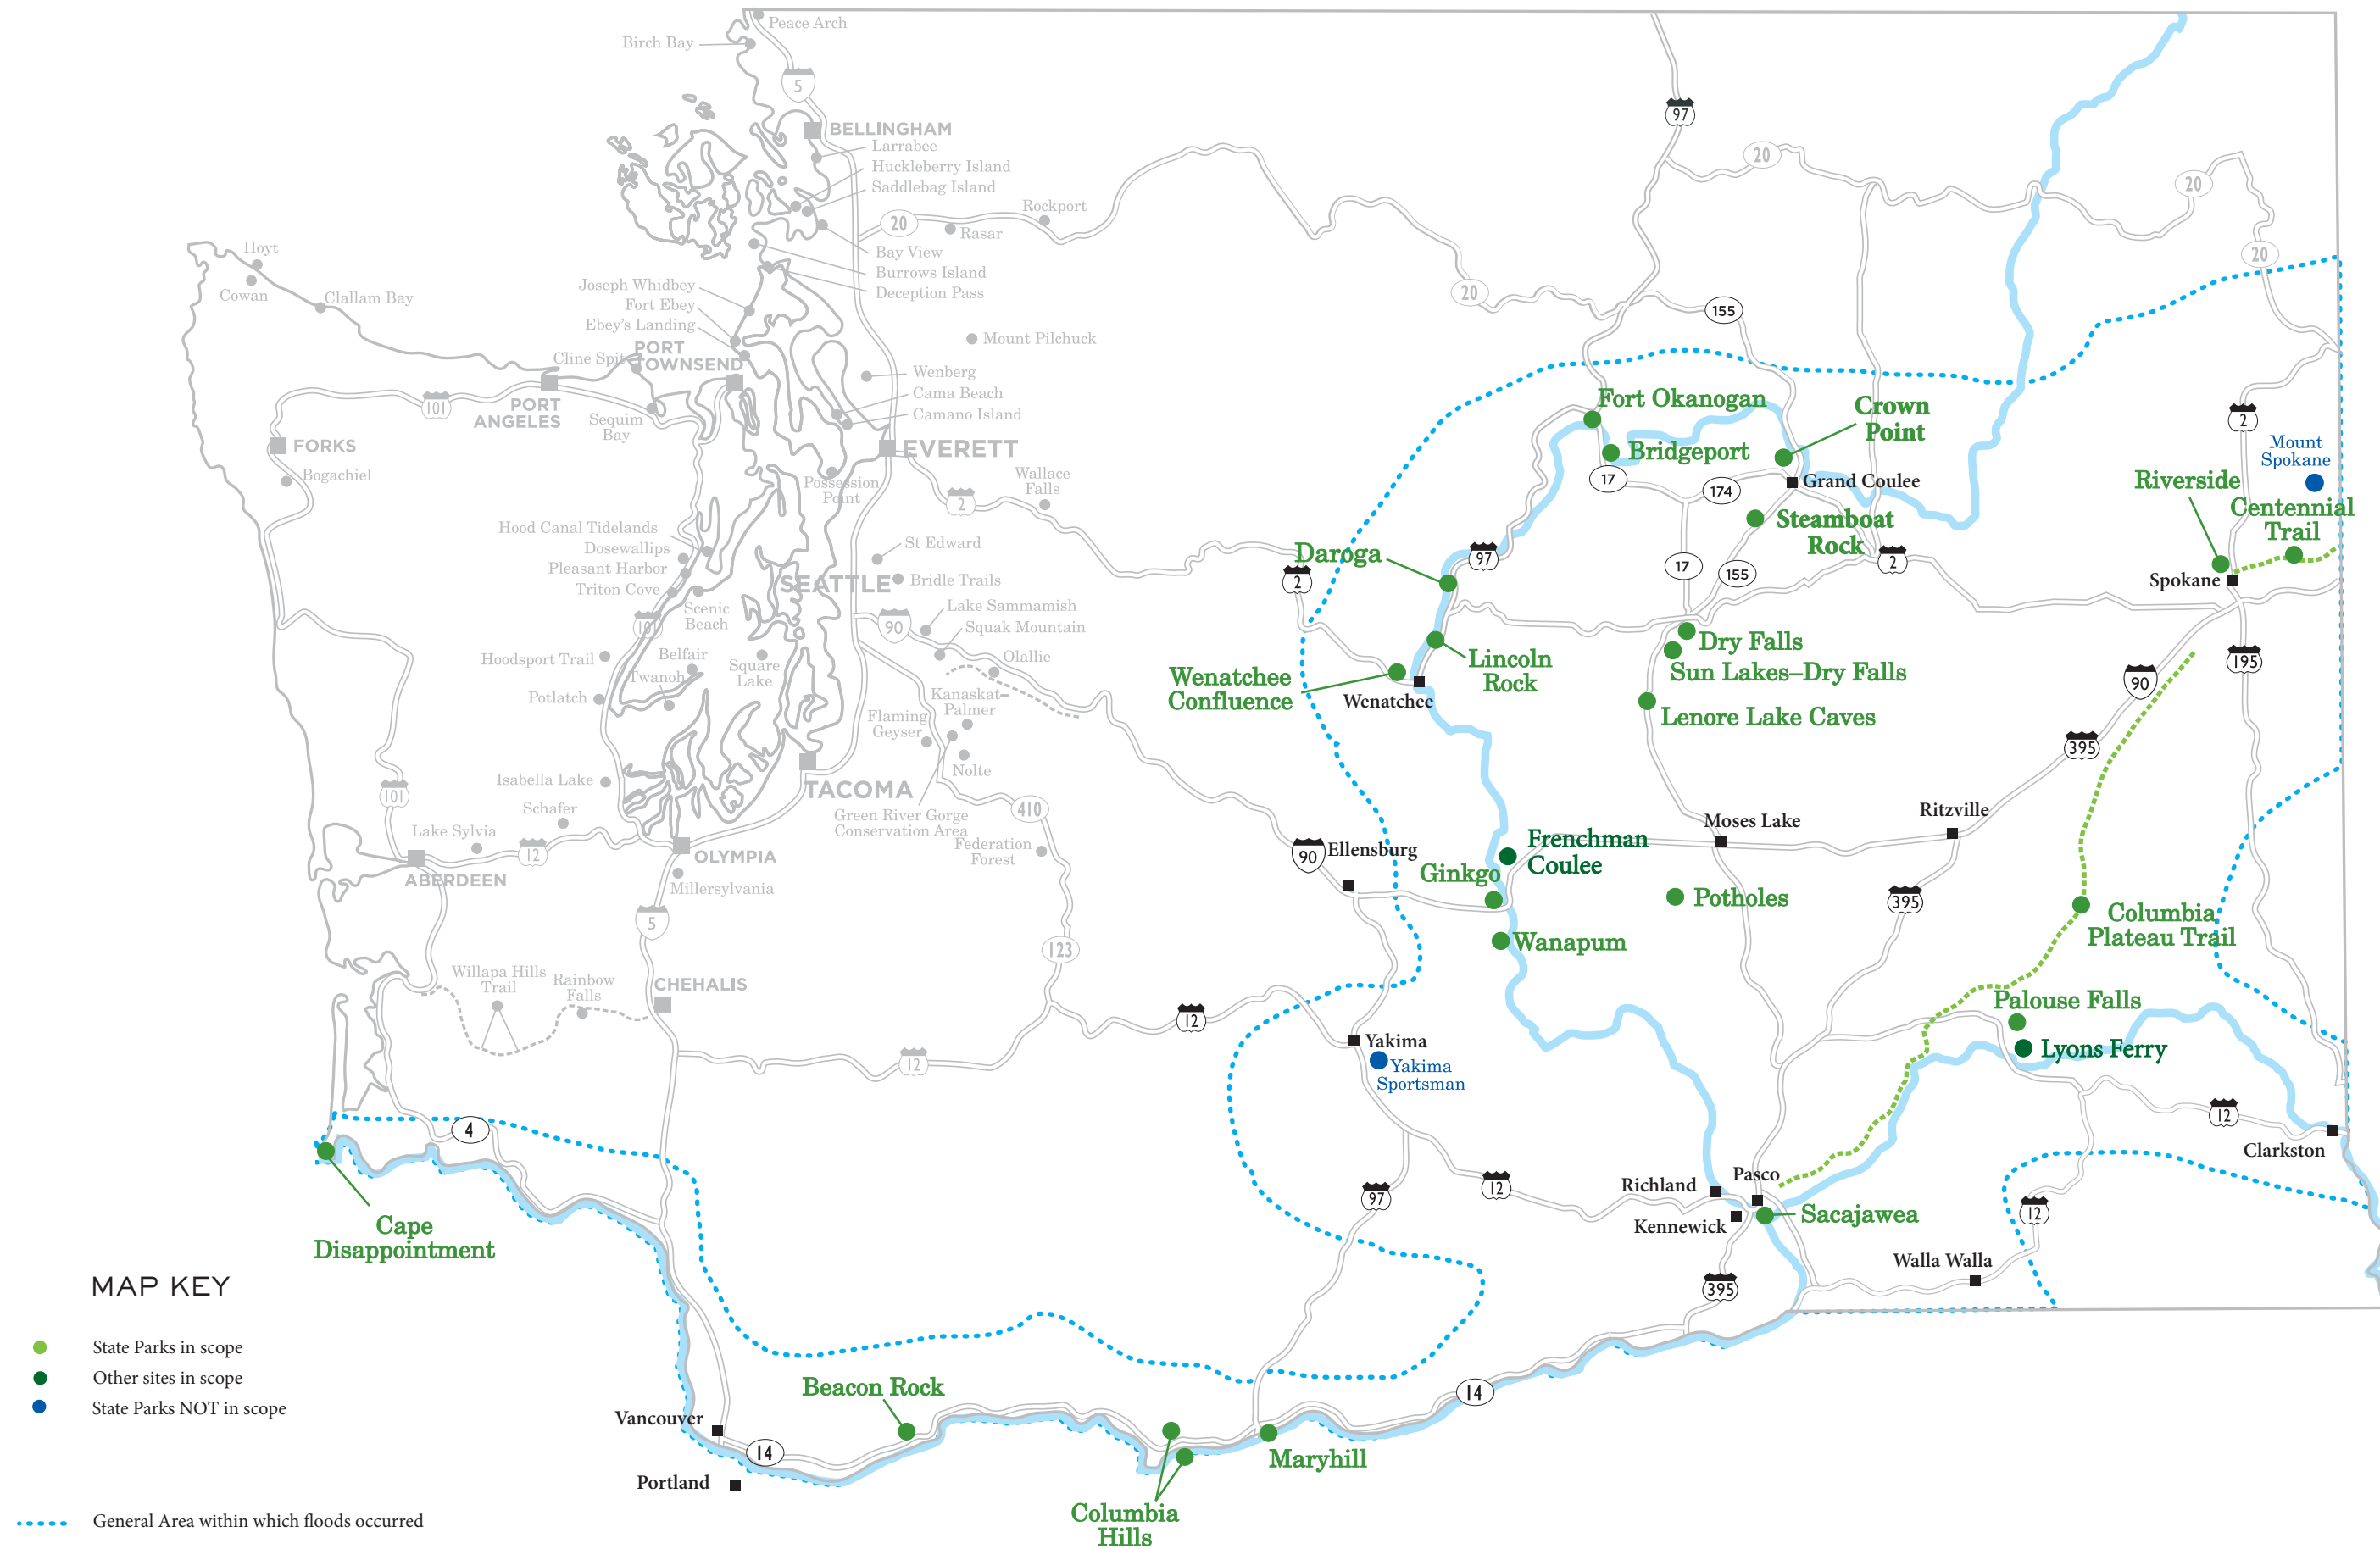 Peace Arch
Birch Bay
5
97
BELLINGHAM
Larrabee
Huckleberry Island
Saddlebag Island
20
20
Rockport
20
Rasar
Hoyt
Bay View
20
Cowan
Burrows Island
Clallam Bay
Joseph Whidbey
Deception Pass
20
Fort Ebey
155
Ebey's Landing
Mount Pilchuck
PORT
TOWNSEND
Cline Spit
Wenberg
Cama Beach
101
PORT
ANGELES
Camano Island
Fort Okanogan
Crown
Point
2
Sequim
Bay
FORKS
EVERETT
Mount
Spokane
Bridgeport
Bogachiel
Wallace
Falls
Possession
Point
17
174
Grand Coulee
Riverside
2
Centennial
Trail
Hood Canal Tidelands
Steamboat
Rock
Dosewallips
St Edward
Daroga
97
2
Pleasant Harbor
17
155
SEATTLE
Bridle Trails
2
Spokane
Triton Cove
Scenic
Beach
Lake Sammamish
101
90
Squak Mountain
Dry Falls
Hoodsport Trail
Belfair
Square
Lake
Olallie
Lincoln
Rock
Sun Lakes–Dry Falls
195
Twanoh
Wenatchee
Confluence
90
Potlatch
Kanaskat–
Palmer
Wenatchee
Lenore Lake Caves
Flaming
Geyser
395
Nolte
Isabella Lake
TACOMA
101
Schafer
Green River Gorge
Conservation Area
410
Moses Lake
Ritzville
Lake Sylvia
12
Federation
Forest
90
Ellensburg
Frenchman
Coulee
OLYMPIA
Ginkgo
ABERDEEN
Millersylvania
Potholes
395
5
Columbia
Plateau Trail
123
Wanapum
Willapa Hills
Trail
Rainbow
Falls
CHEHALIS
Palouse Falls
12
Yakima
Lyons Ferry
12
Yakima
Sportsman
4
12
Clarkston
97
12
Richland
Pasco
12
Cape
Disappointment
Kennewick
Sacajawea
Walla Walla
MAP KEY
395
State Parks in scope
Other sites in scope
State Parks NOT in scope
Beacon Rock
14
Vancouver
14
Maryhill
Portland
Columbia
Hills
General Area within which floods occurred